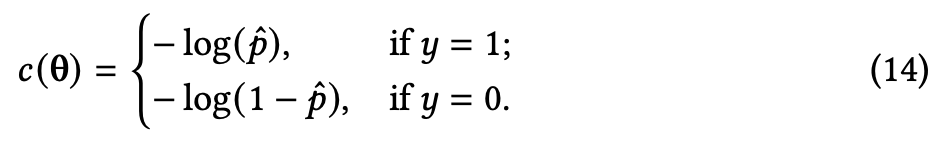 c(θ) = { −log(p̂), if y = 1;
−log(1 − p̂), if y = 0. (14)